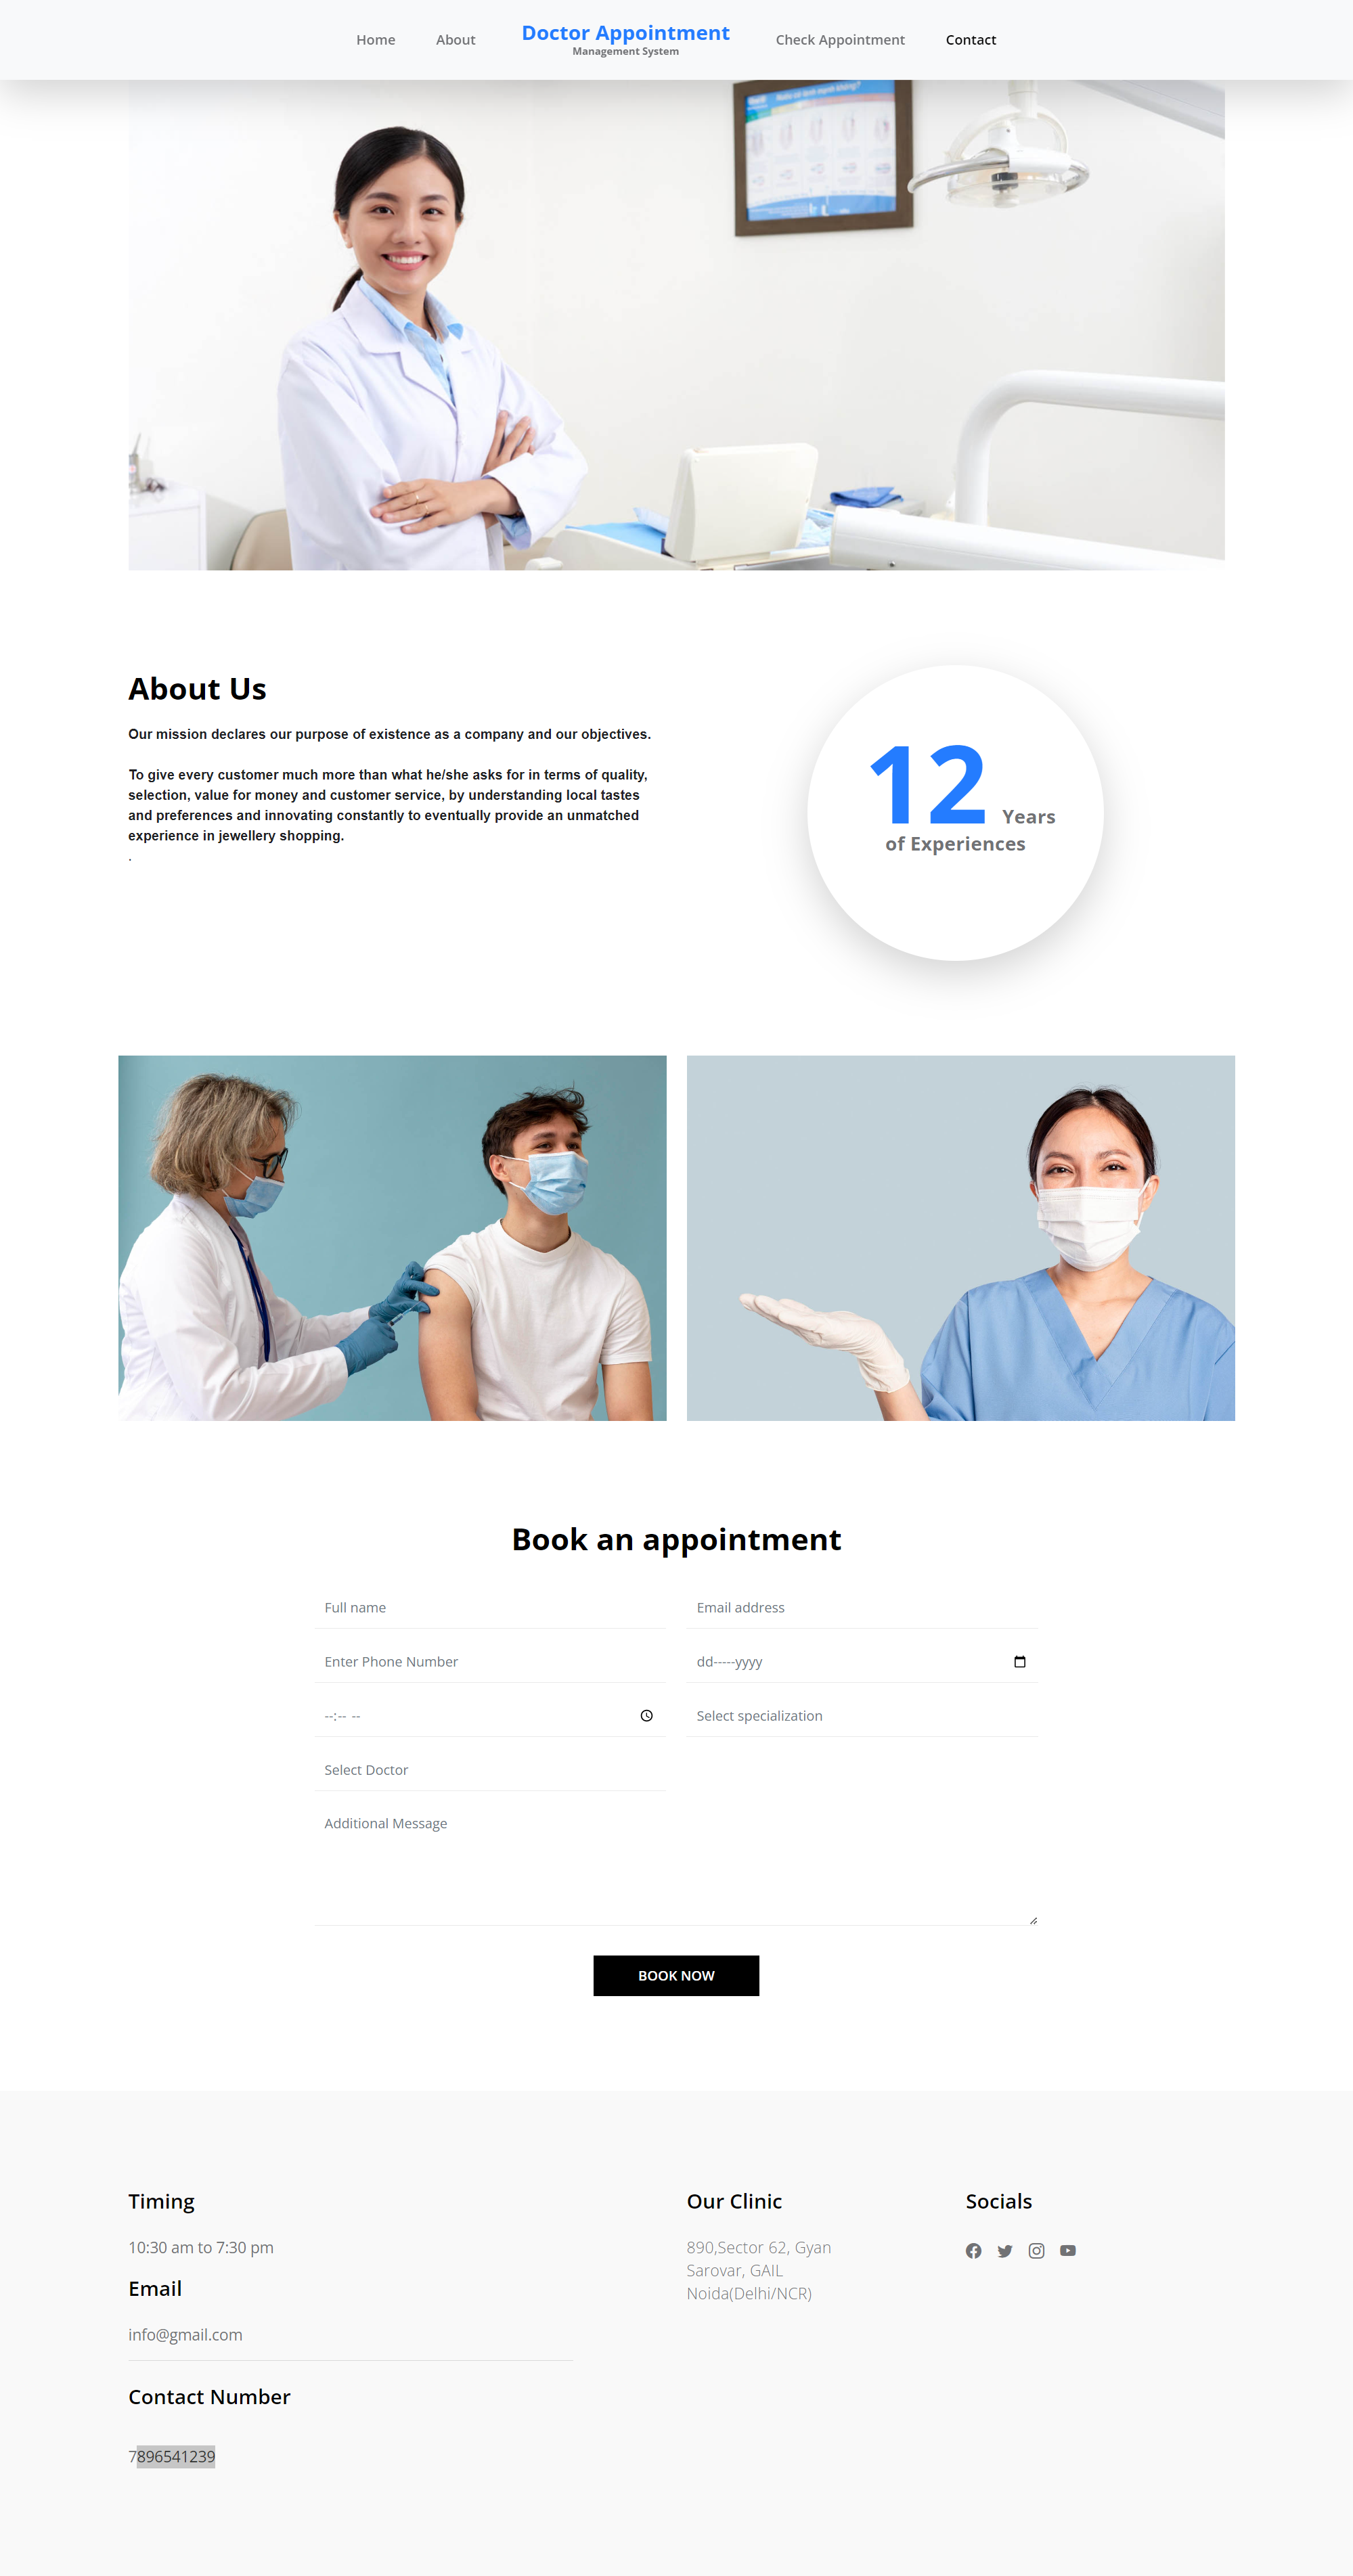 Home
About
Doctor Appointment
Management System
Check Appointment
Contact
About Us
Our mission declares our purpose of existence as a company and our objectives.
To give every customer much more than what he/she asks for in terms of quality,
selection, value for money and customer service, by understanding local tastes
and preferences and innovating constantly to eventually provide an unmatched
experience in jewellery shopping.
.
12 Years
of Experiences
Book an appointment
Full name
Email address
Enter Phone Number
dd-----yyyy
--:-- --
Select specialization
Select Doctor
Additional Message
BOOK NOW
Timing
10:30 am to 7:30 pm
Email
info@gmail.com
Contact Number
7896541239
Our Clinic
890,Sector 62, Gyan
Sarovar, GAIL
Noida(Delhi/NCR)
Socials